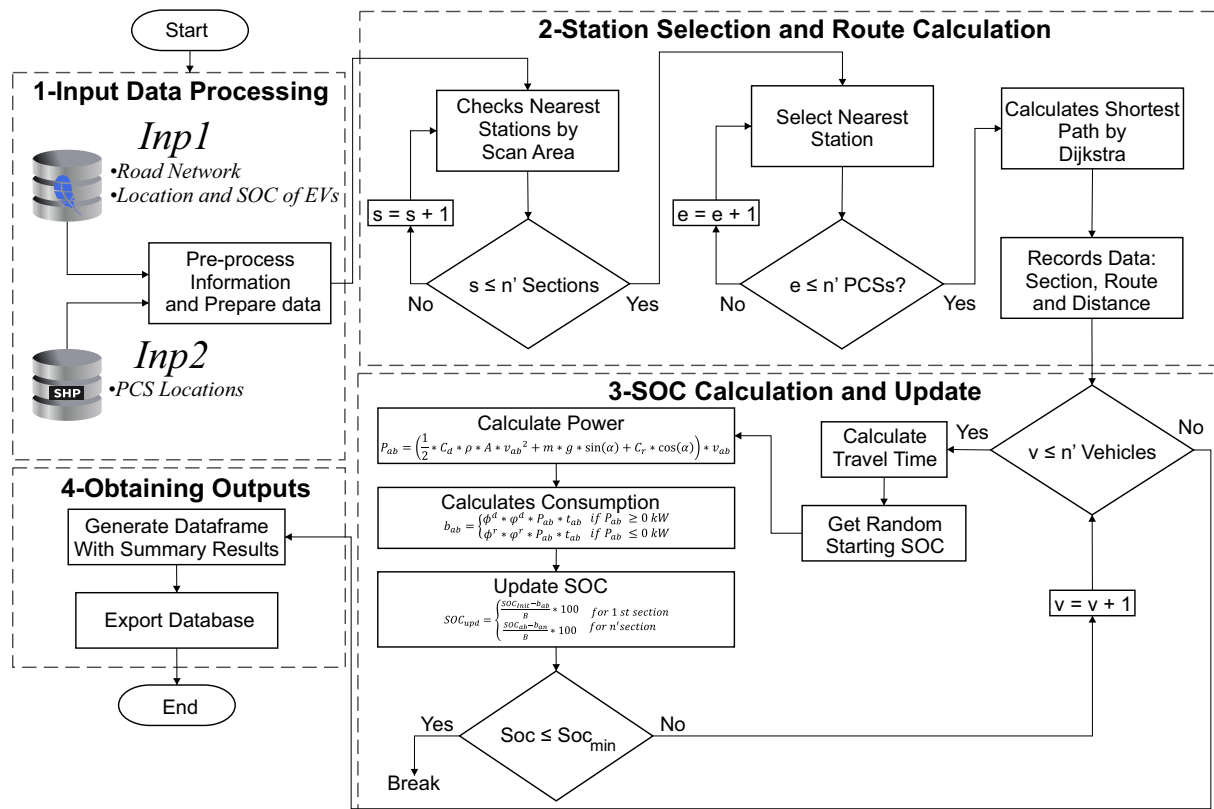 Start
1-Input Data Processing
Inp1
•Road Network
•Location and SOC of EVs
Pre-process
Information
and Prepare data
Inp2
SHP
•PCS Locations
2-Station Selection and Route Calculation
Checks Nearest
Stations by
Scan Area
s = s + 1
s ≤ n’ Sections
No
Yes
Select Nearest
Station
e = e + 1
e ≤ n’ PCSs?
No
Yes
Calculates Shortest
Path by
Dijkstra
Records Data:
Section, Route
and Distance
3-SOC Calculation and Update
v ≤ n’ Vehicles
Yes
No
Calculate
Travel Time
Get Random
Starting SOC
Calculate Power
P_ab = (1/2 * C_d * ρ * A * v_ab² + m * g * sin(α) + C_r * cos(α)) * v_ab
Calculates Consumption
b_ab = { ϕ^d * φ^d * P_ab * t_ab if P_ab ≥ 0 kW
ϕ^r * φ^r * P_ab * t_ab if P_ab ≤ 0 kW
Update SOC
SOC_upd = { (SOC_Init − b_ab)/B * 100 for 1 st section
(SOC_ab − b_an)/B * 100 for n' section
Soc ≤ Soc_min
Yes
No
Break
v = v + 1
4-Obtaining Outputs
Generate Dataframe
With Summary Results
Export Database
End